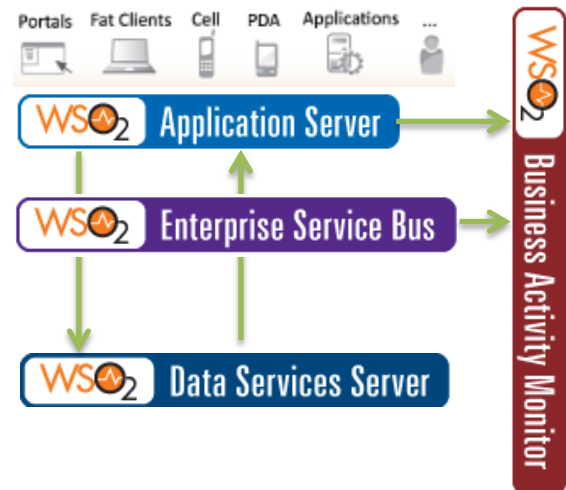 Portals Fat Clients Cell PDA Applications ...
WSO2 Application Server
WSO2 Enterprise Service Bus
WSO2 Data Services Server
WSO2 Business Activity Monitor